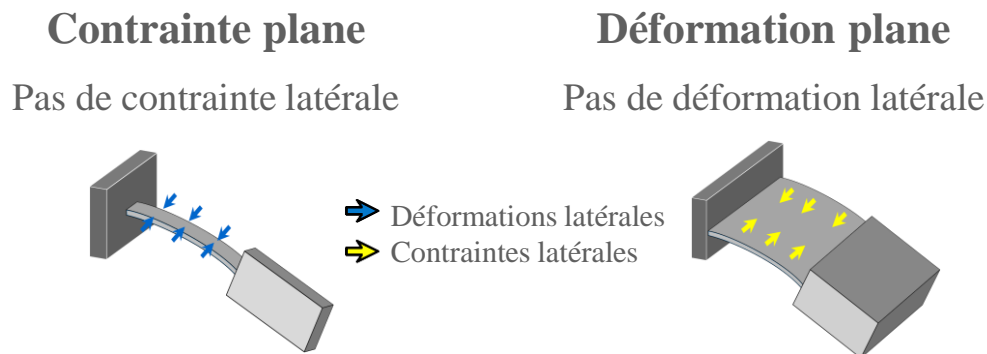 Contrainte plane
Pas de contrainte latérale
Déformation plane
Pas de déformation latérale
Déformations latérales
Contraintes latérales